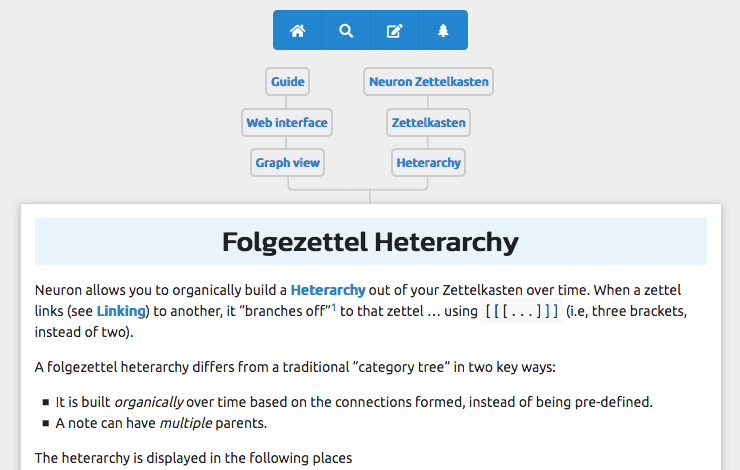 Guide
Neuron Zettelkasten
Web interface
Zettelkasten
Graph view
Heterarchy
Folgezettel Heterarchy
Neuron allows you to organically build a Heterarchy out of your Zettelkasten over time. When a zettel
links (see Linking) to another, it “branches off”1 to that zettel … using [[[...]]] (i.e, three brackets,
instead of two).
A folgezettel heterarchy differs from a traditional “category tree” in two key ways:
▪ It is built organically over time based on the connections formed, instead of being pre-defined.
▪ A note can have multiple parents.
The heterarchy is displayed in the following places